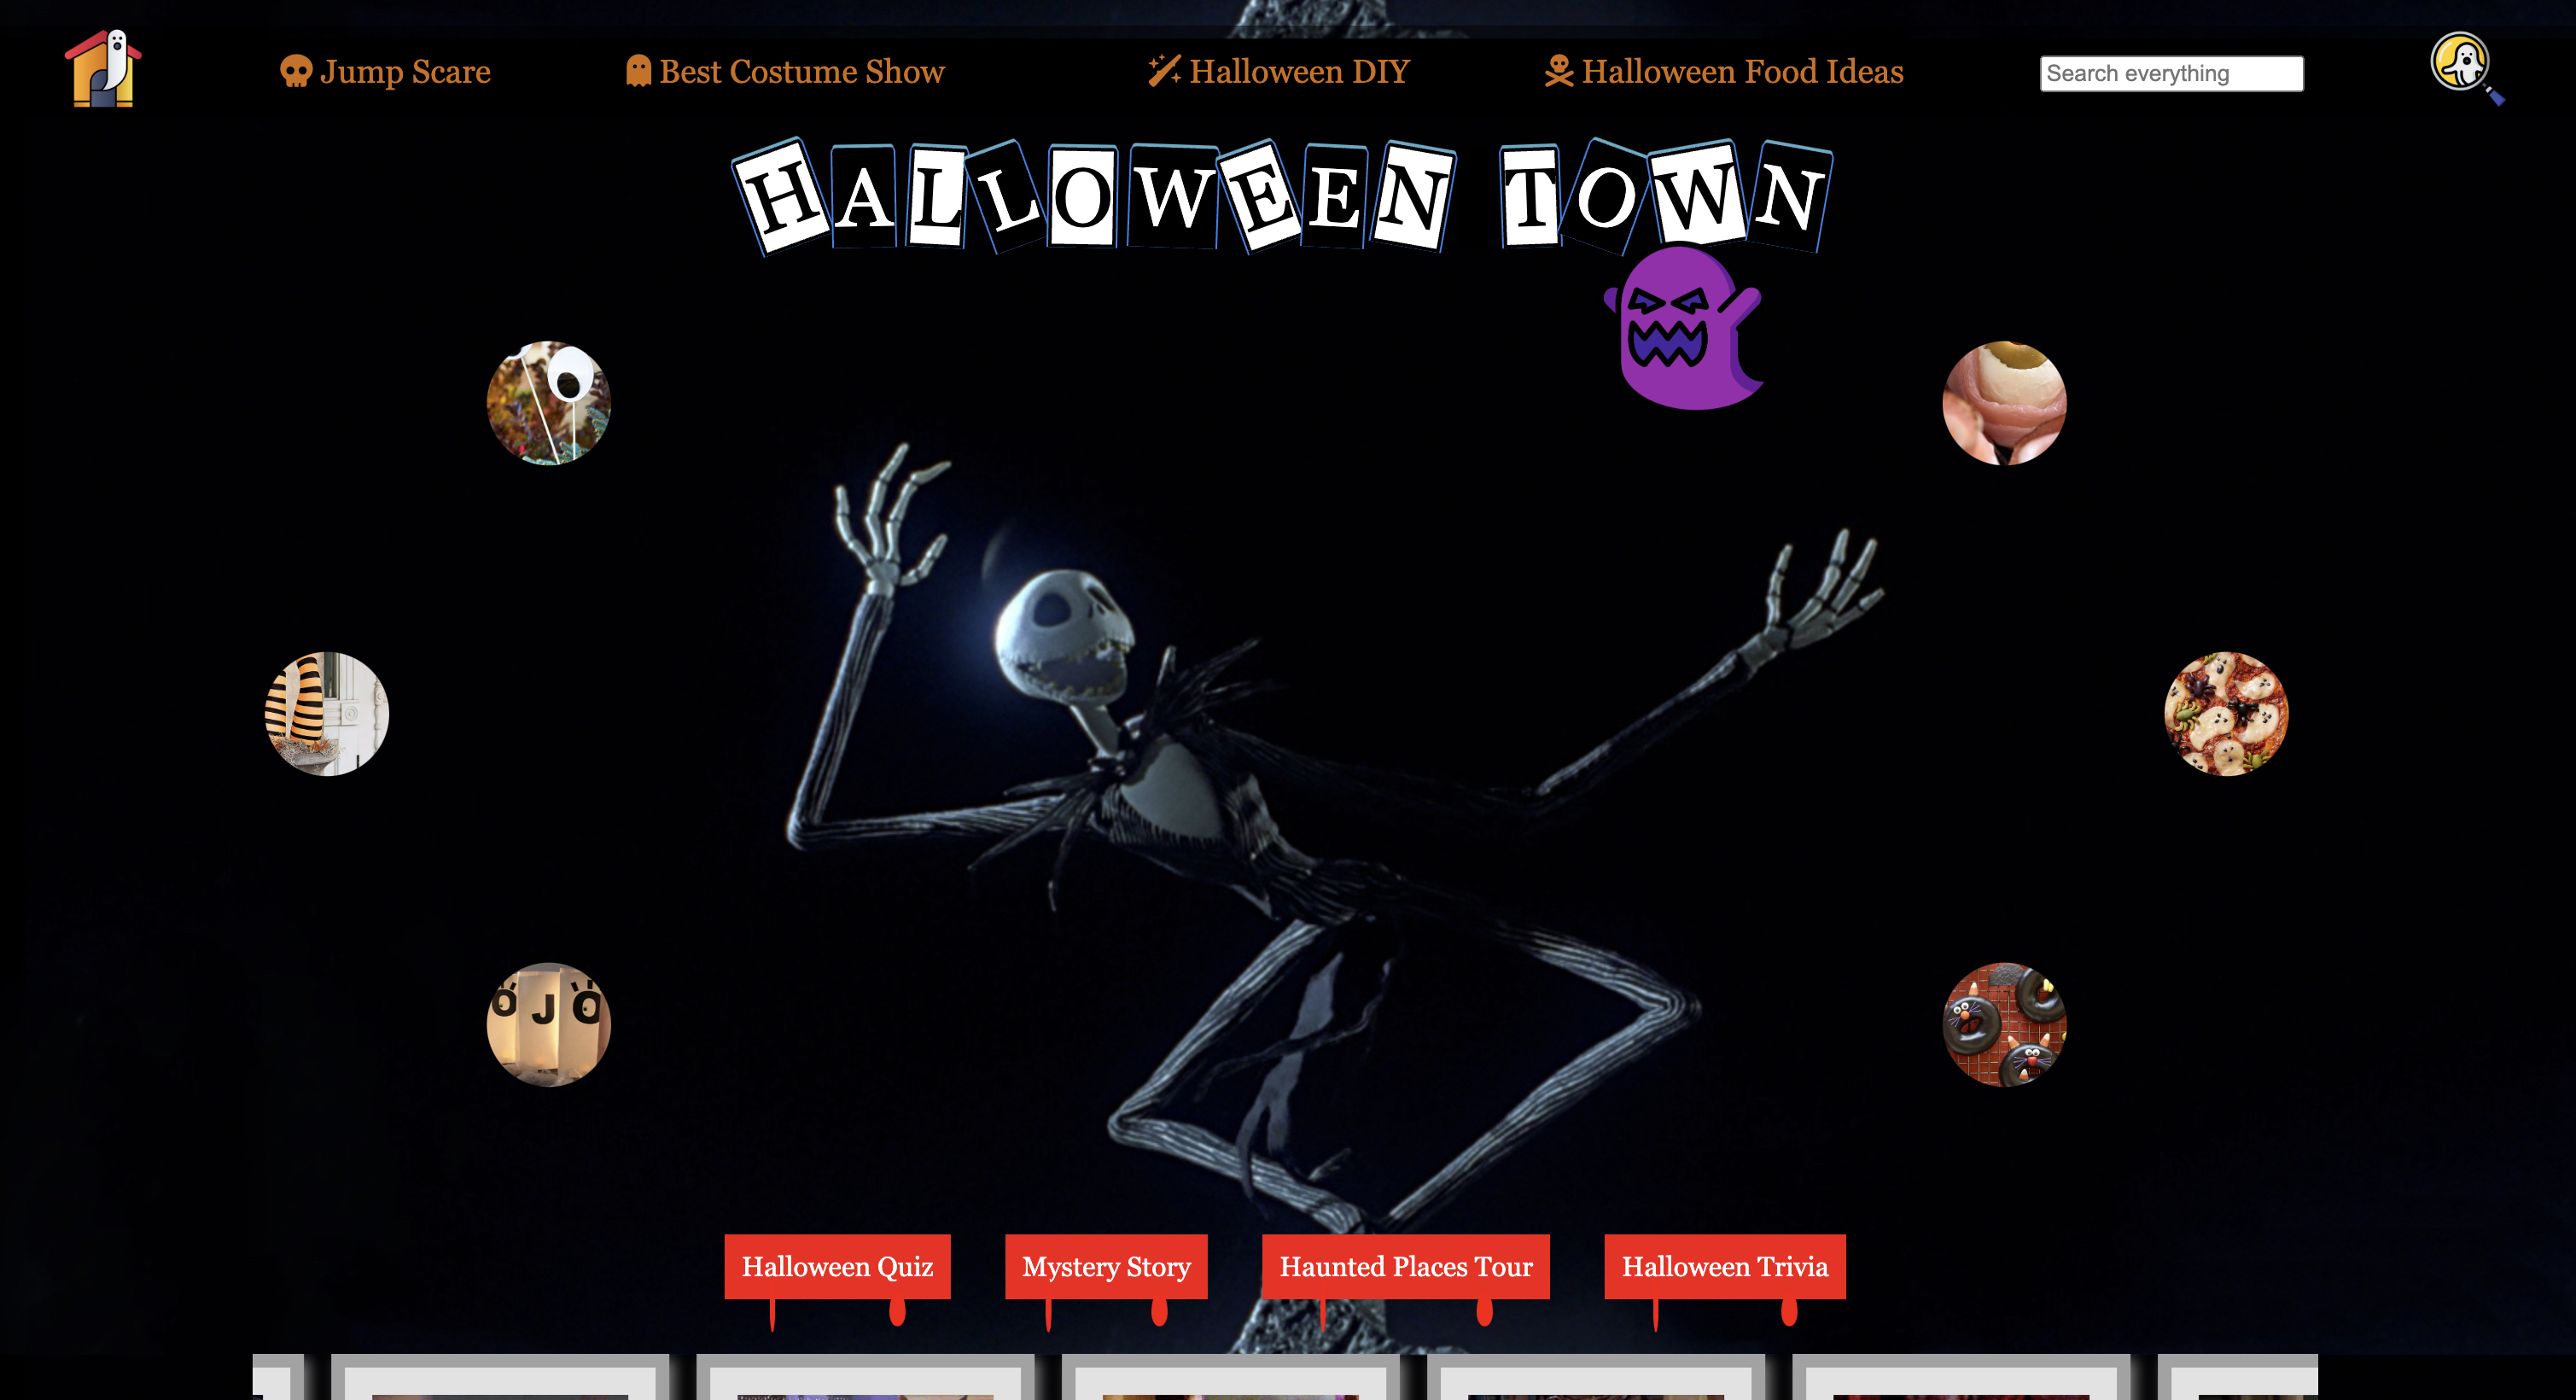 Jump Scare
Best Costume Show
Halloween DIY
Halloween Food Ideas
Search everything
HALLOWEEN TOWN
OJO
Halloween Quiz
Mystery Story
Haunted Places Tour
Halloween Trivia